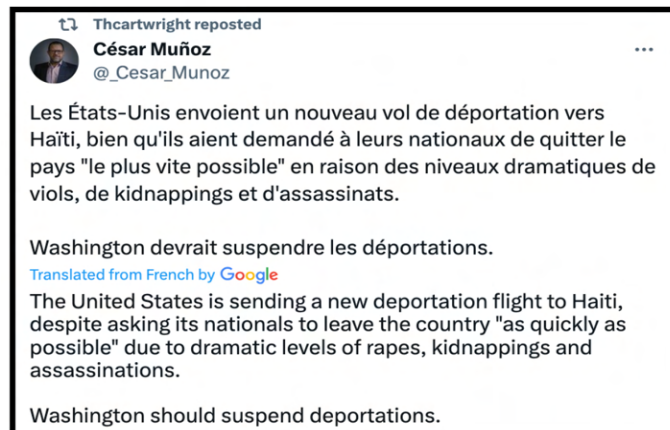 Thcartwright reposted
César Muñoz
@_Cesar_Munoz
Les États-Unis envoient un nouveau vol de déportation vers
Haïti, bien qu'ils aient demandé à leurs nationaux de quitter le
pays "le plus vite possible" en raison des niveaux dramatiques de
viols, de kidnappings et d'assassinats.
Washington devrait suspendre les déportations.
Translated from French by Google
The United States is sending a new deportation flight to Haiti,
despite asking its nationals to leave the country "as quickly as
possible" due to dramatic levels of rapes, kidnappings and
assassinations.
Washington should suspend deportations.